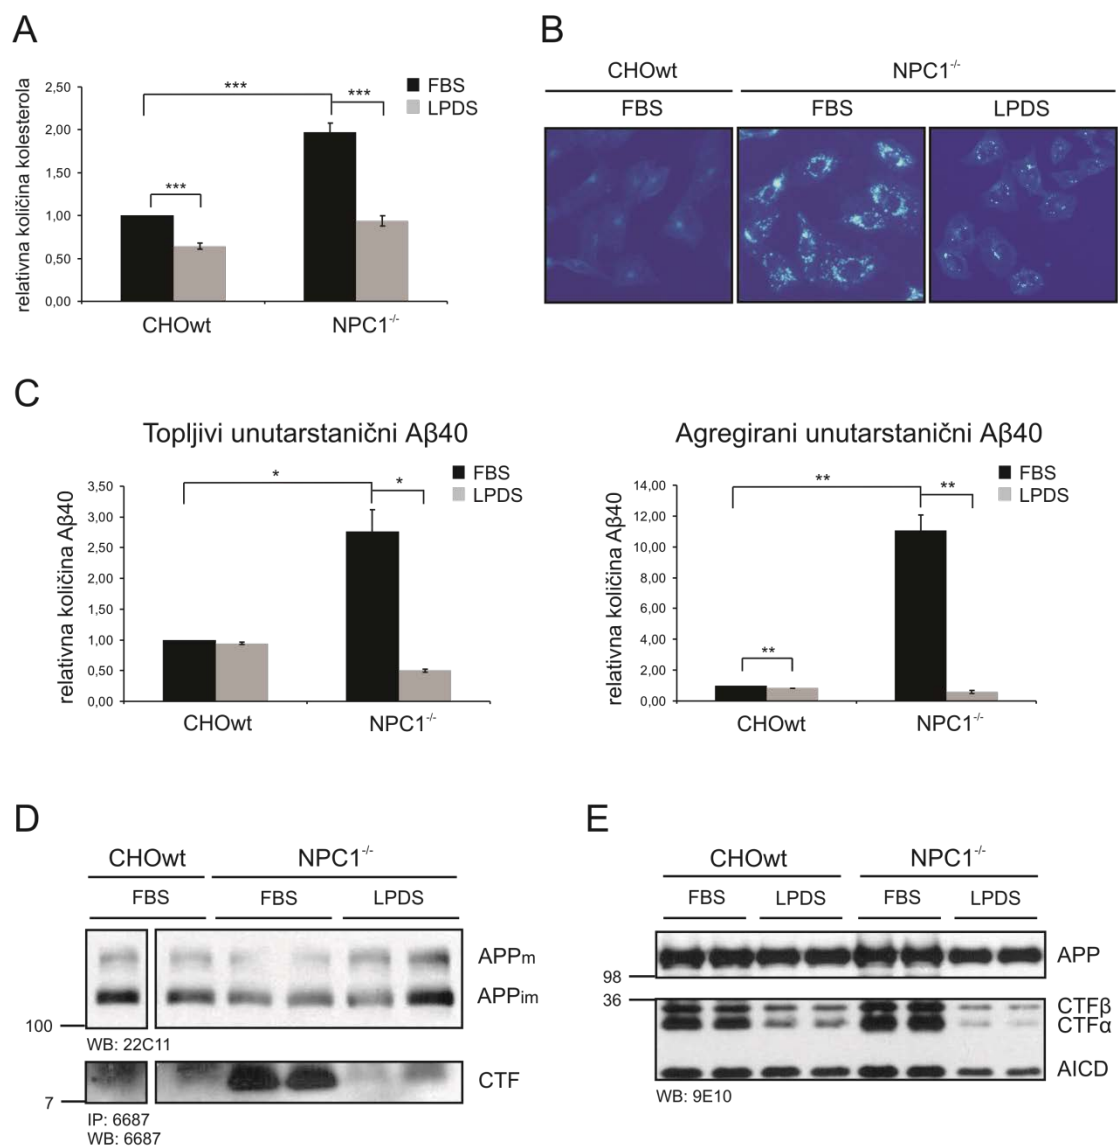 A
relativna količina kolesterola
2,50
2,00
1,50
1,00
0,50
0,00
***
***
***
FBS
LPDS
CHOwt
NPC1-/-
B
CHOwt
NPC1-/-
FBS
FBS
LPDS
C
Topljivi unutarstanični Aβ40
relativna količina Aβ40
3,50
3,00
2,50
2,00
1,50
1,00
0,50
0,00
*
*
FBS
LPDS
CHOwt
NPC1-/-
Agregirani unutarstanični Aβ40
relativna količina Aβ40
14,00
12,00
10,00
8,00
6,00
4,00
2,00
0,00
**
**
**
FBS
LPDS
CHOwt
NPC1-/-
D
CHOwt
NPC1-/-
FBS
FBS
LPDS
APPm
APPim
100
WB: 22C11
CTF
7
IP: 6687
WB: 6687
E
CHOwt
NPC1-/-
FBS
LPDS
FBS
LPDS
APP
98
36
CTFβ
CTFα
AICD
WB: 9E10